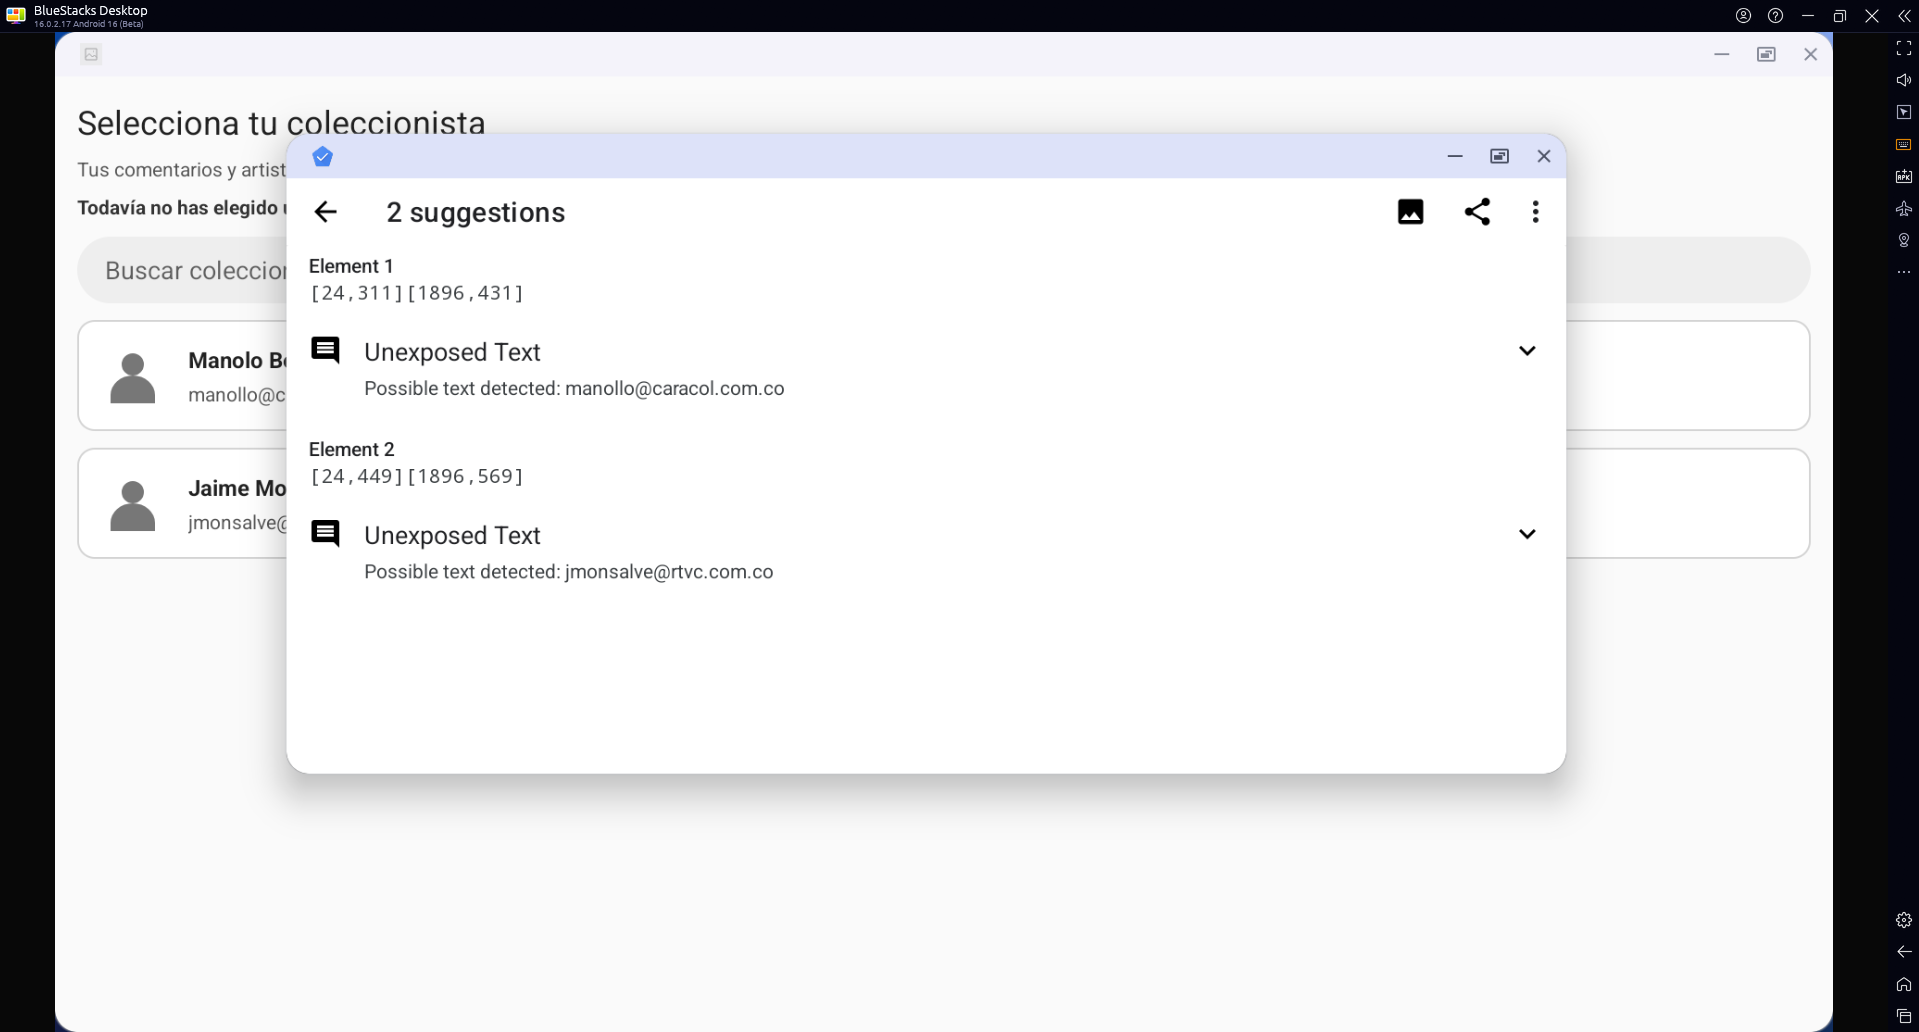 BlueStacks Desktop
16.0.2.17 Android 16 (Beta)
Selecciona tu coleccionista
Tus comentarios y artist
Todavía no has elegido
Buscar coleccion
Manolo B
manollo@c
Jaime Mo
jmonsalve@
2 suggestions
Element 1
[24,311][1896,431]
Unexposed Text
Possible text detected: manollo@caracol.com.co
Element 2
[24,449][1896,569]
Unexposed Text
Possible text detected: jmonsalve@rtvc.com.co
APK